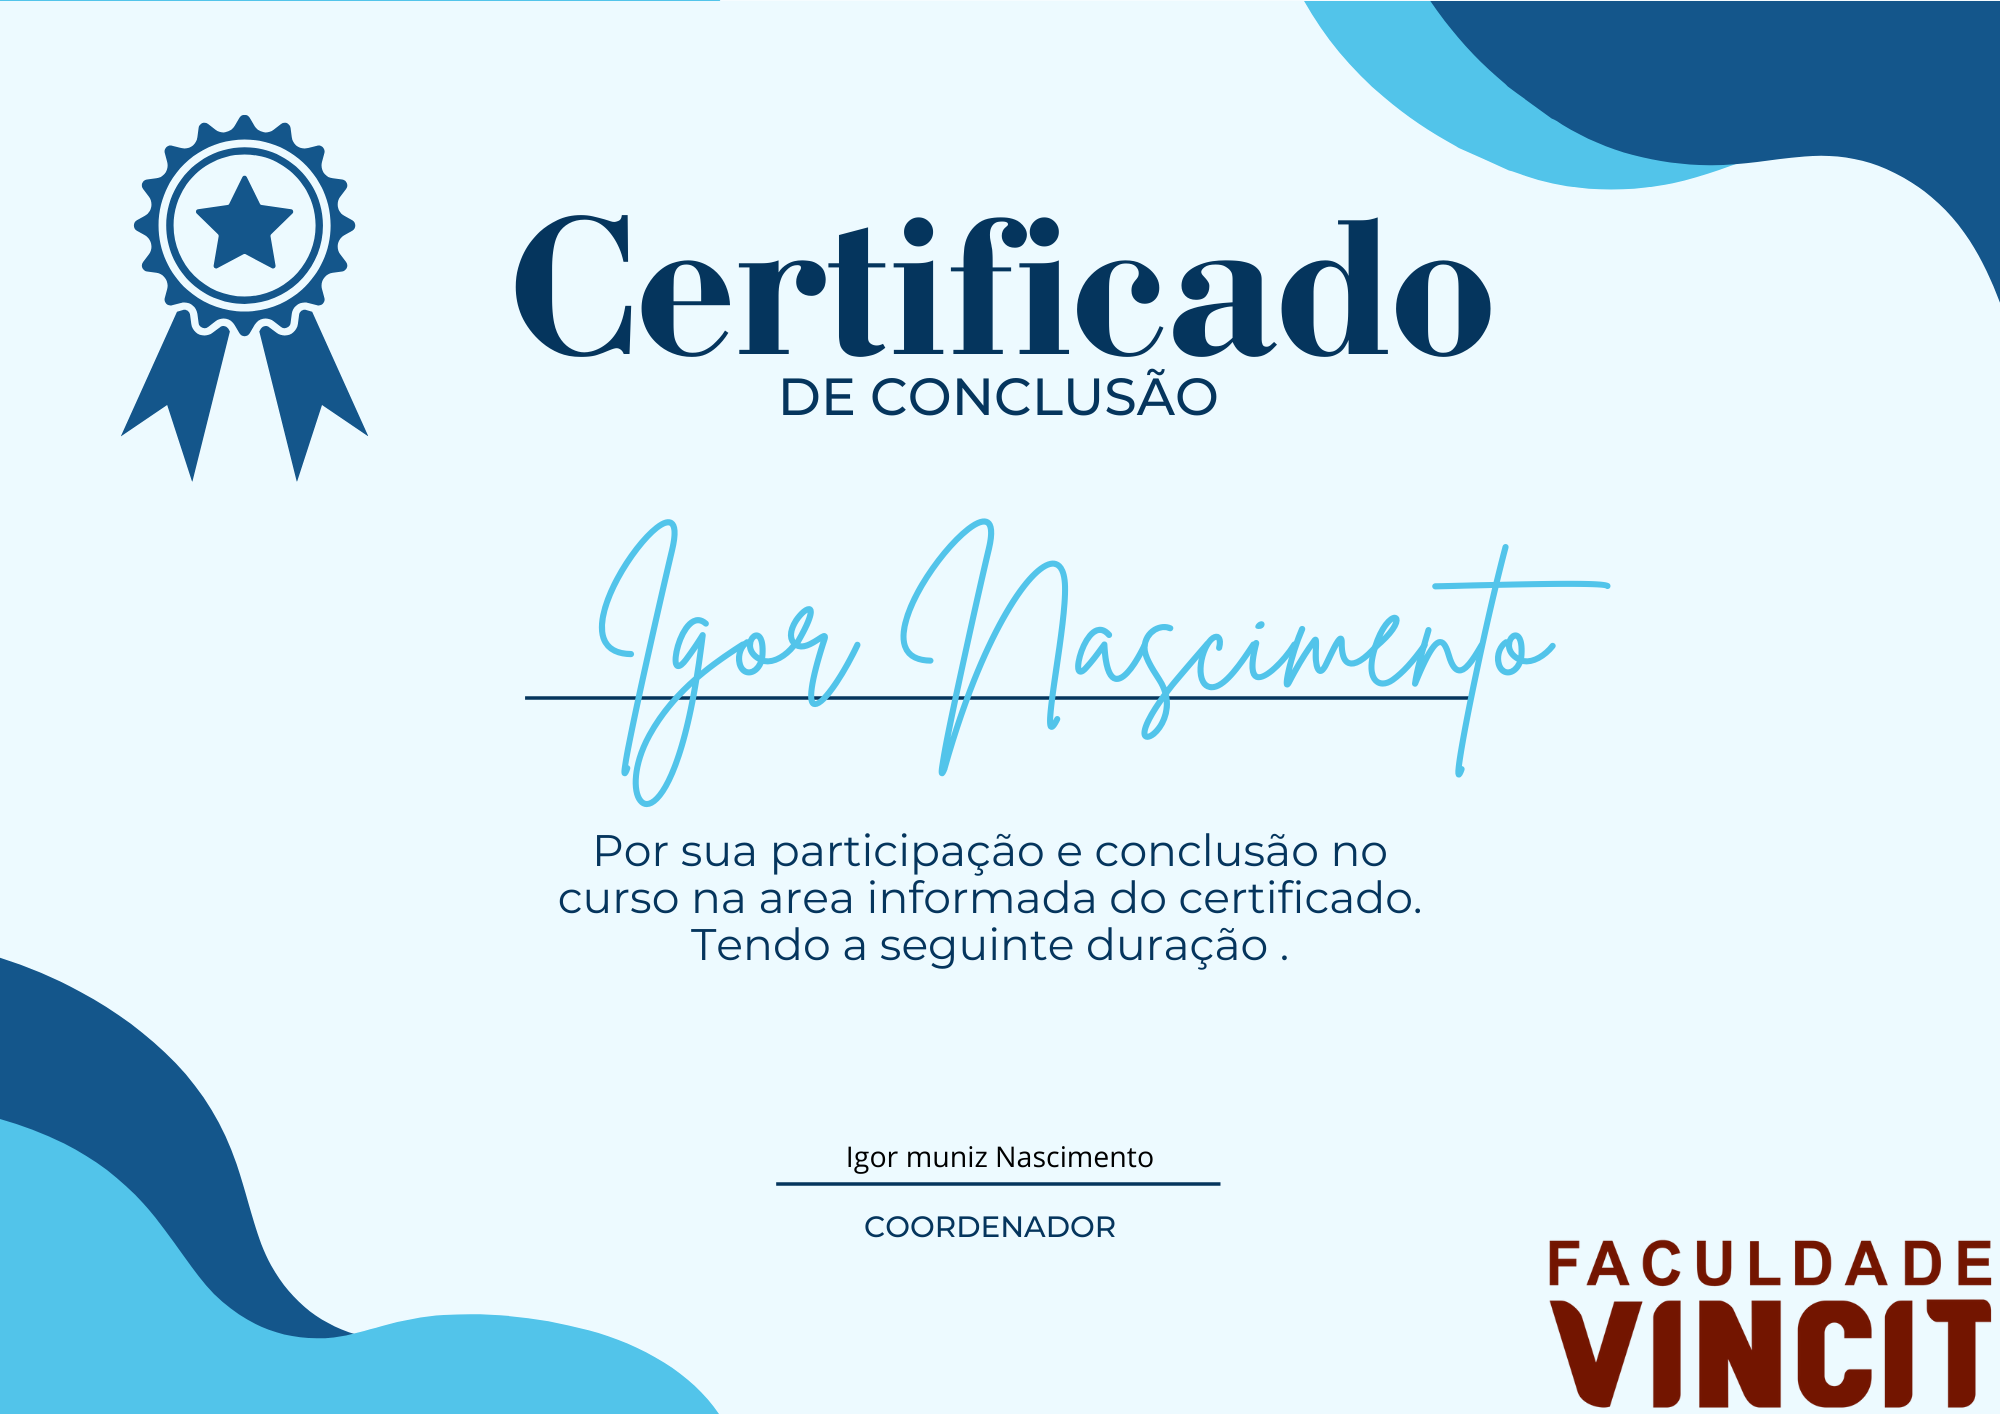 Certificado
DE CONCLUSÃO
Igor Nascimento
Por sua participação e conclusão no
curso na area informada do certificado.
Tendo a seguinte duração .
Igor muniz Nascimento
COORDENADOR
FACULDADE
VINCIT